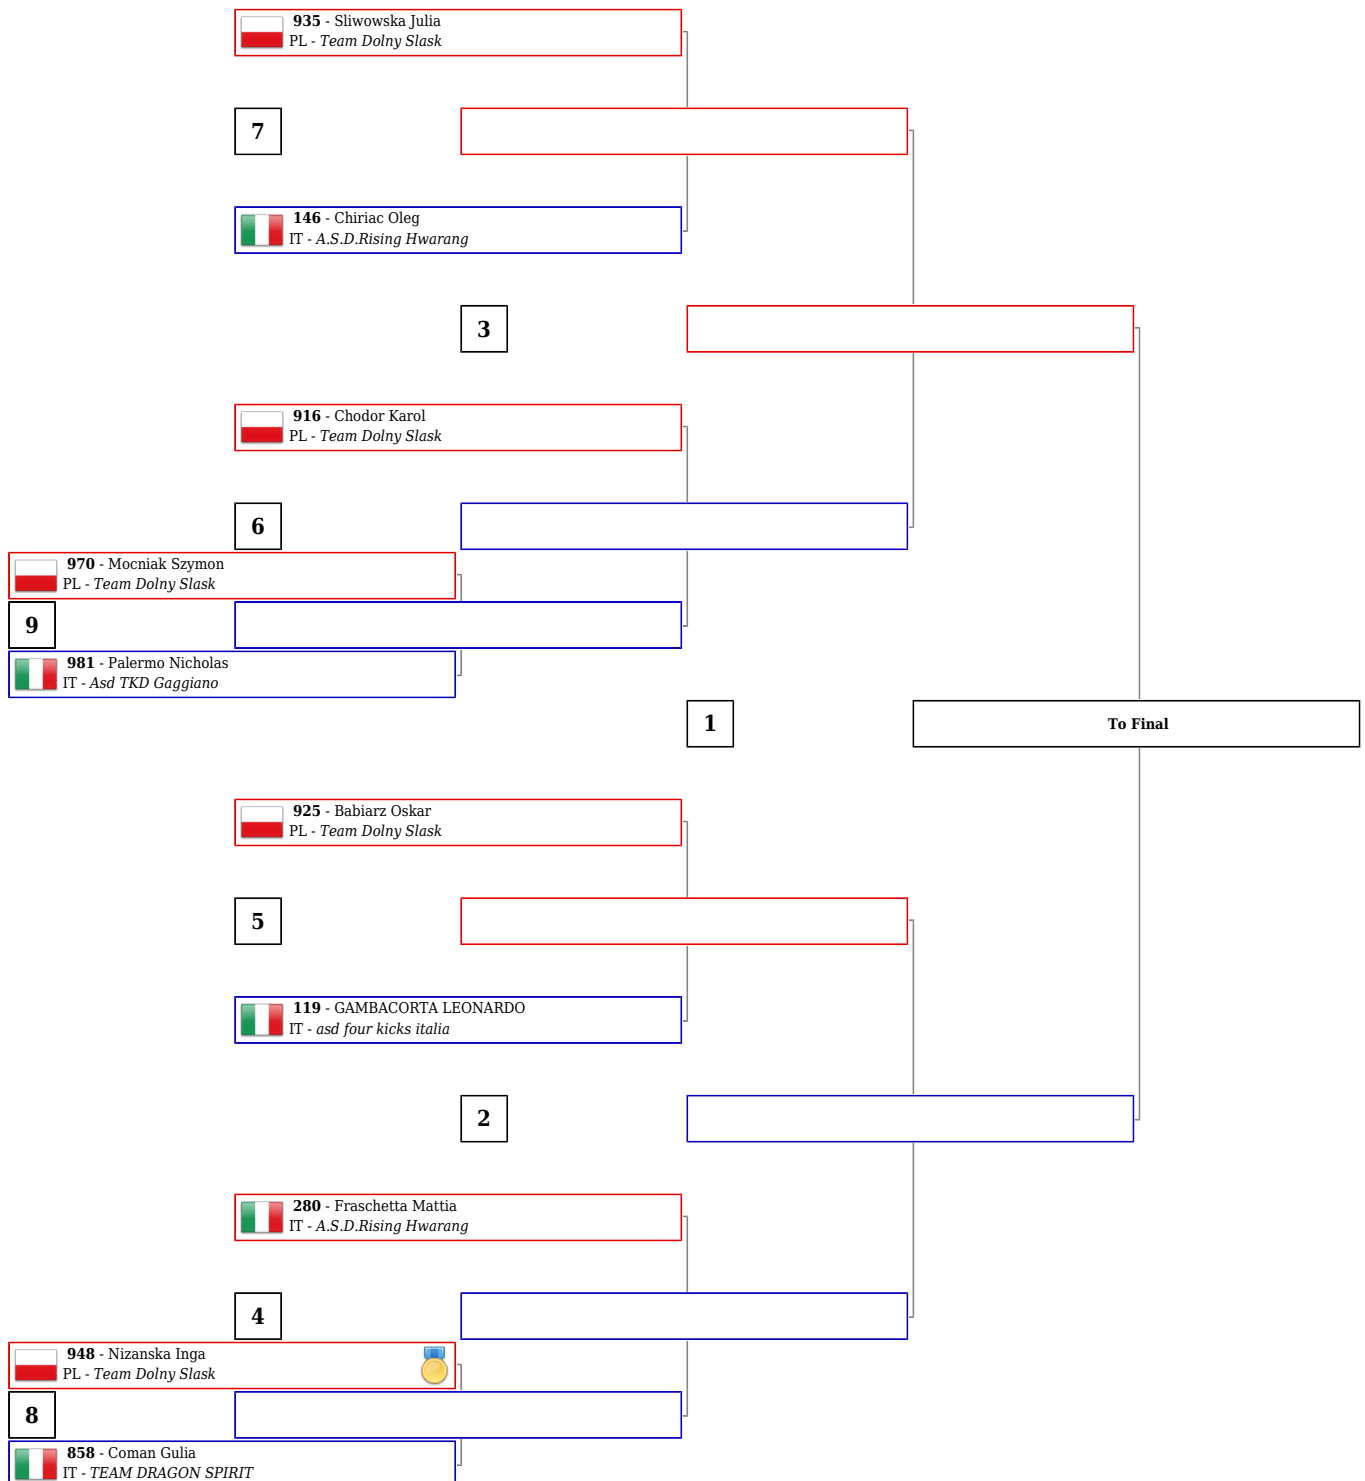 935 - Sliwowska Julia
PL - Team Dolny Slask
7
146 - Chiriac Oleg
IT - A.S.D.Rising Hwarang
3
916 - Chodor Karol
PL - Team Dolny Slask
6
970 - Mocniak Szymon
PL - Team Dolny Slask
9
981 - Palermo Nicholas
IT - Asd TKD Gaggiano
1
To Final
925 - Babiarz Oskar
PL - Team Dolny Slask
5
119 - GAMBACORTA LEONARDO
IT - asd four kicks italia
2
280 - Fraschetta Mattia
IT - A.S.D.Rising Hwarang
4
948 - Nizanska Inga
PL - Team Dolny Slask
8
858 - Coman Gulia
IT - TEAM DRAGON SPIRIT